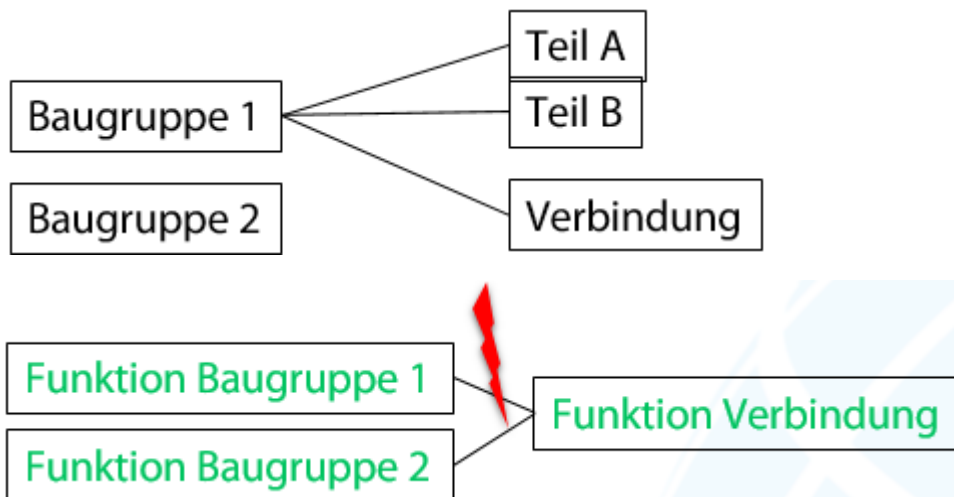 Teil A
Baugruppe 1
Teil B
Baugruppe 2
Verbindung
Funktion Baugruppe 1
Funktion Verbindung
Funktion Baugruppe 2